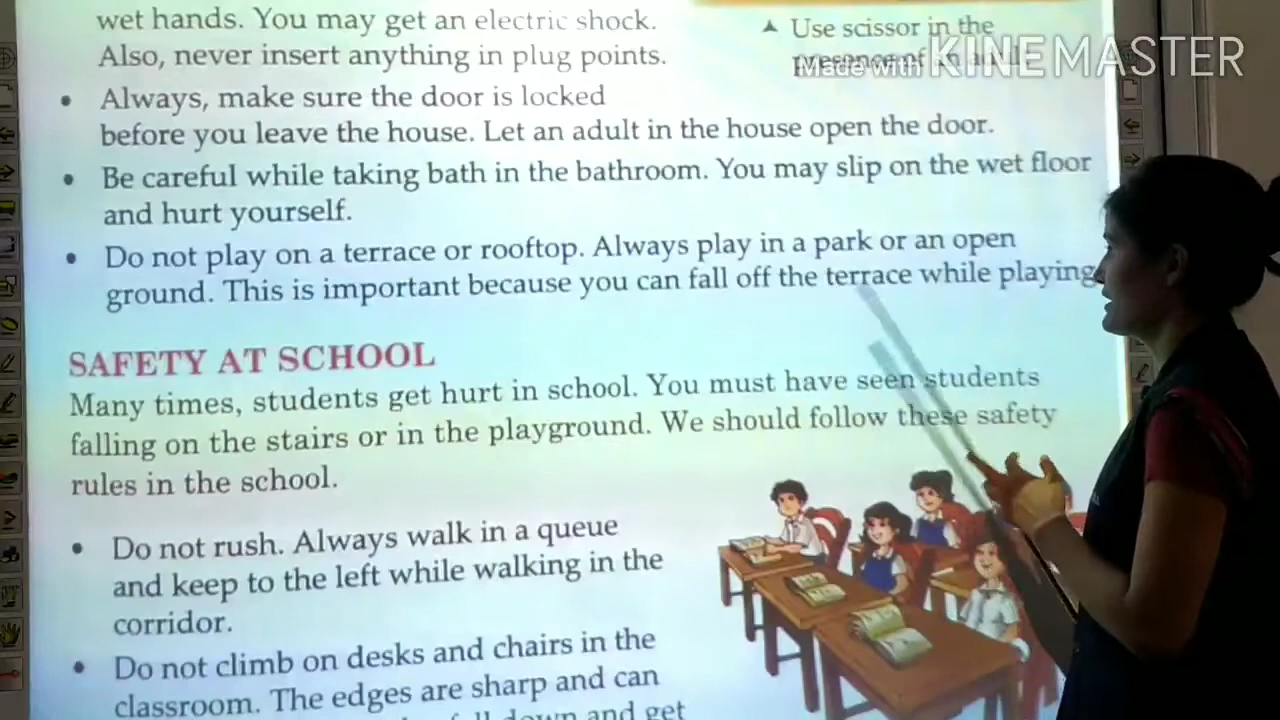 wet hands. You may get an electric shock.
Also, never insert anything in plug points.
▲ Use scissor in the
presence of an adul
Made with KINEMASTER
• Always, make sure the door is locked
before you leave the house. Let an adult in the house open the door.
• Be careful while taking bath in the bathroom. You may slip on the wet floor
and hurt yourself.
• Do not play on a terrace or rooftop. Always play in a park or an open
ground. This is important because you can fall off the terrace while playing
SAFETY AT SCHOOL
Many times, students get hurt in school. You must have seen students
falling on the stairs or in the playground. We should follow these safety
rules in the school.
• Do not rush. Always walk in a queue
and keep to the left while walking in the
corridor.
• Do not climb on desks and chairs in the
classroom. The edges are sharp and can
fall down and get